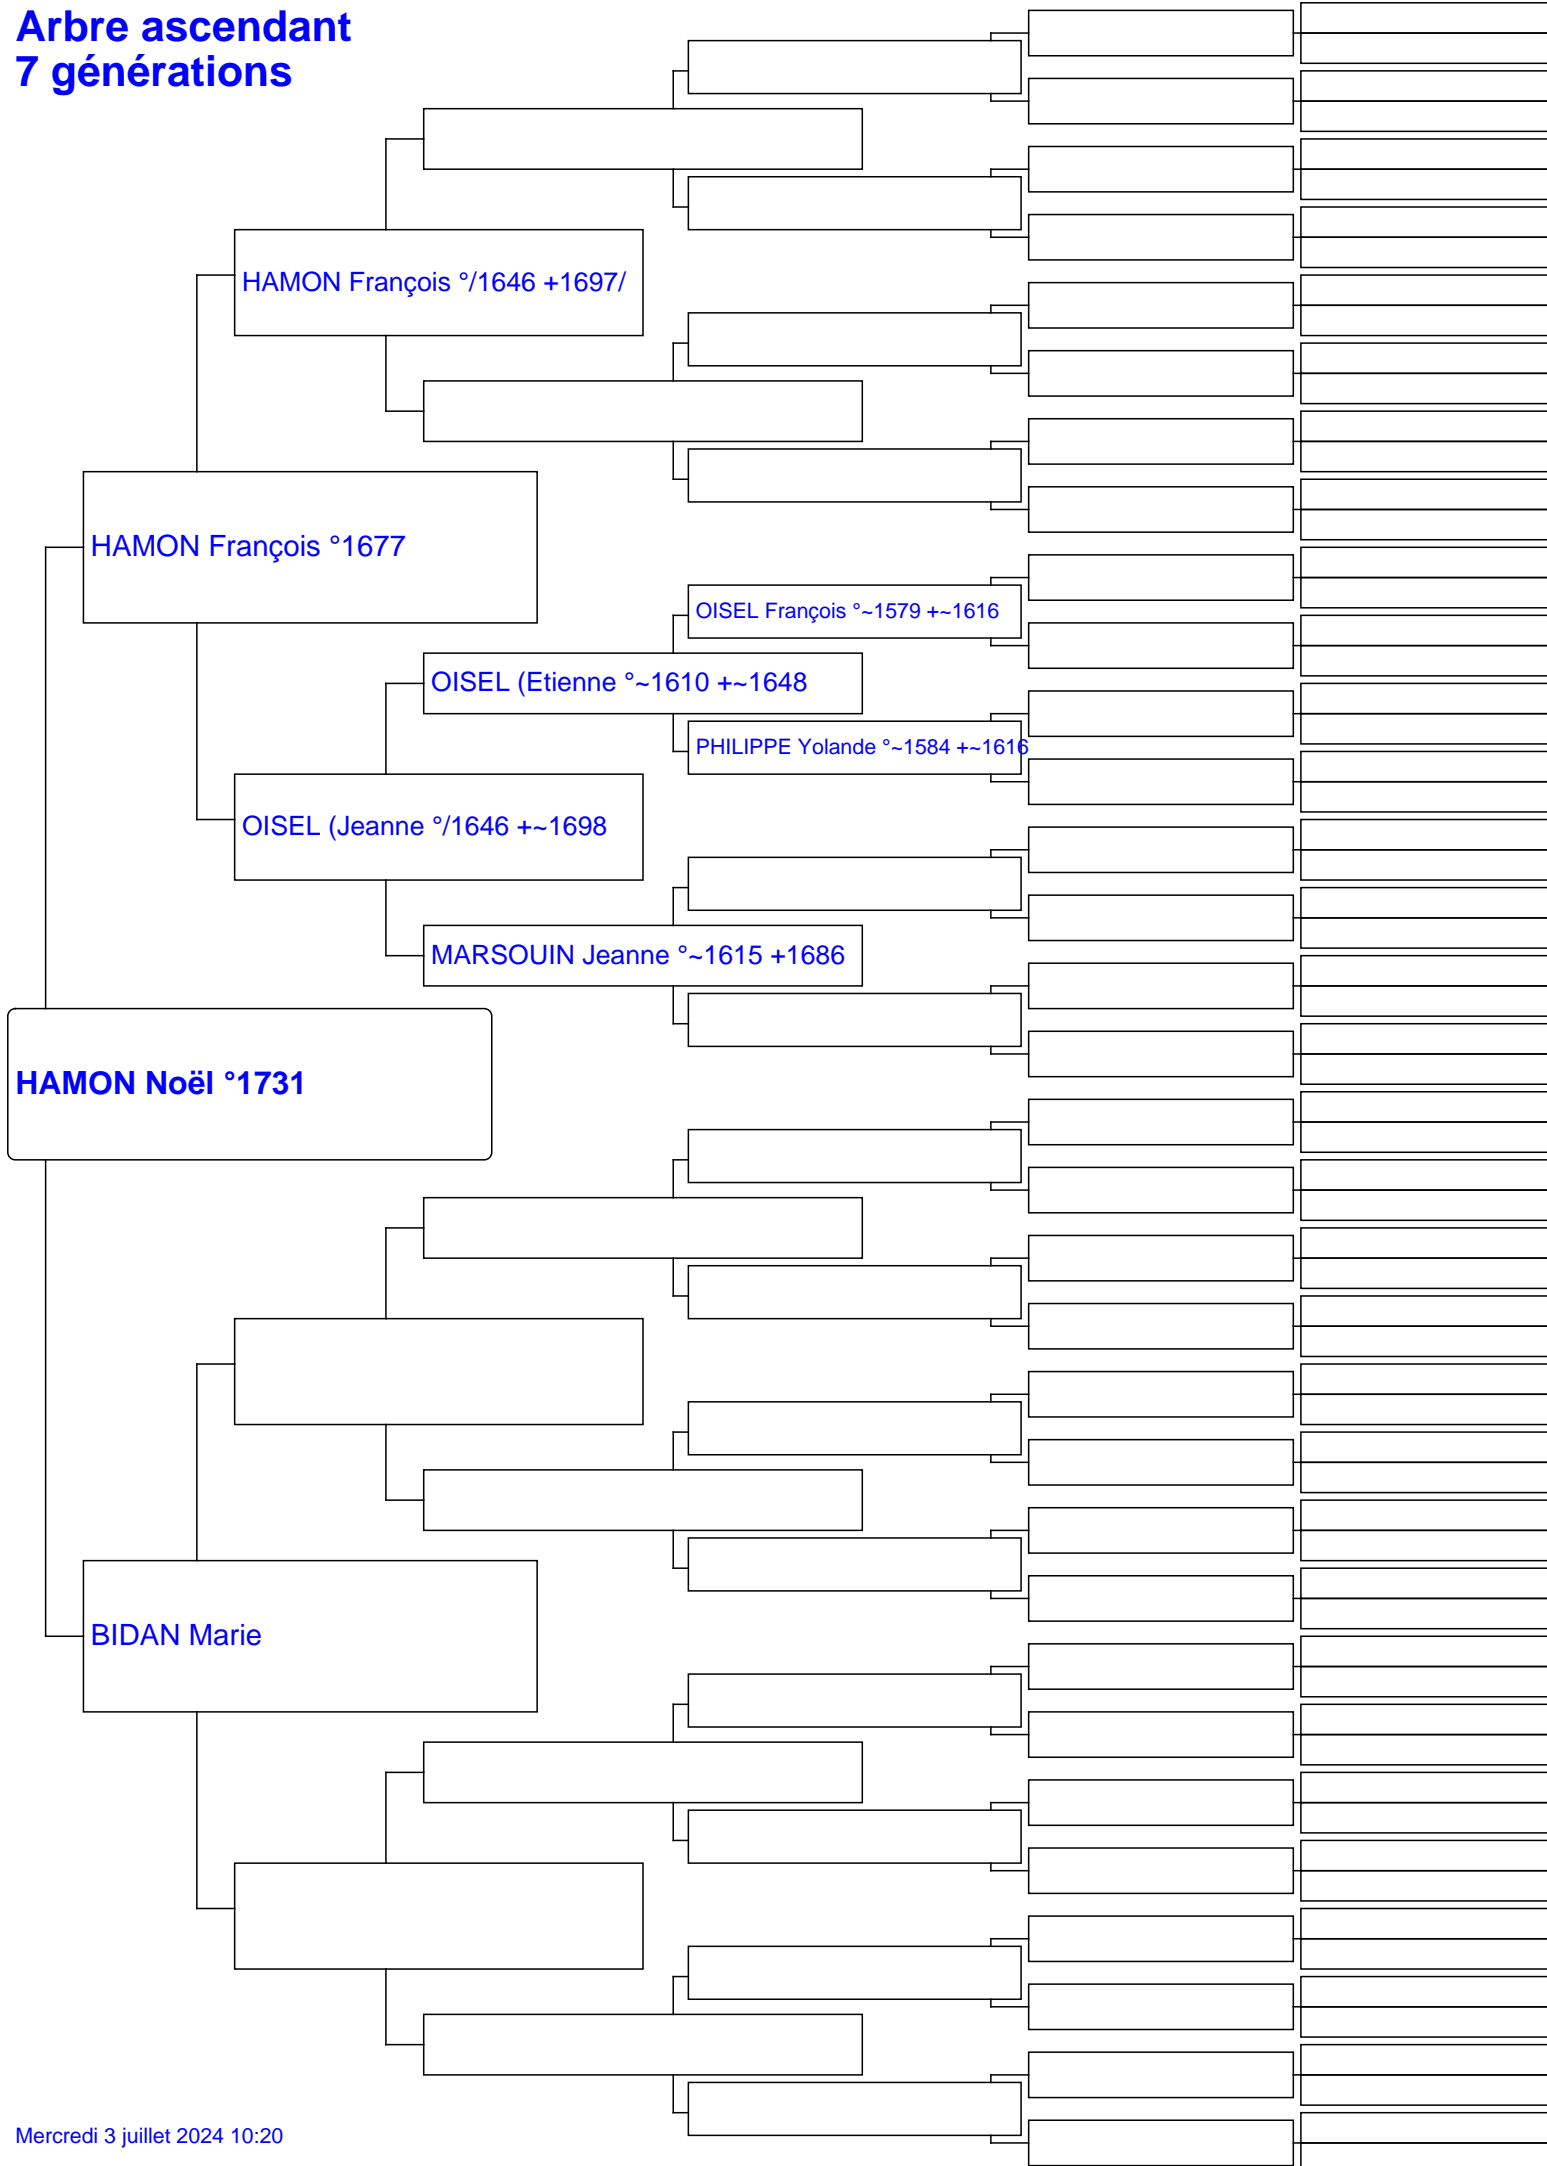 Arbre ascendant
7 générations
HAMON François °/1646 +1697/
HAMON François °1677
OISEL François °~1579 +~1616
OISEL (Etienne °~1610 +~1648
PHILIPPE Yolande °~1584 +~1616
OISEL (Jeanne °/1646 +~1698
MARSOUIN Jeanne °~1615 +1686
HAMON Noël °1731
BIDAN Marie
Mercredi 3 juillet 2024 10:20